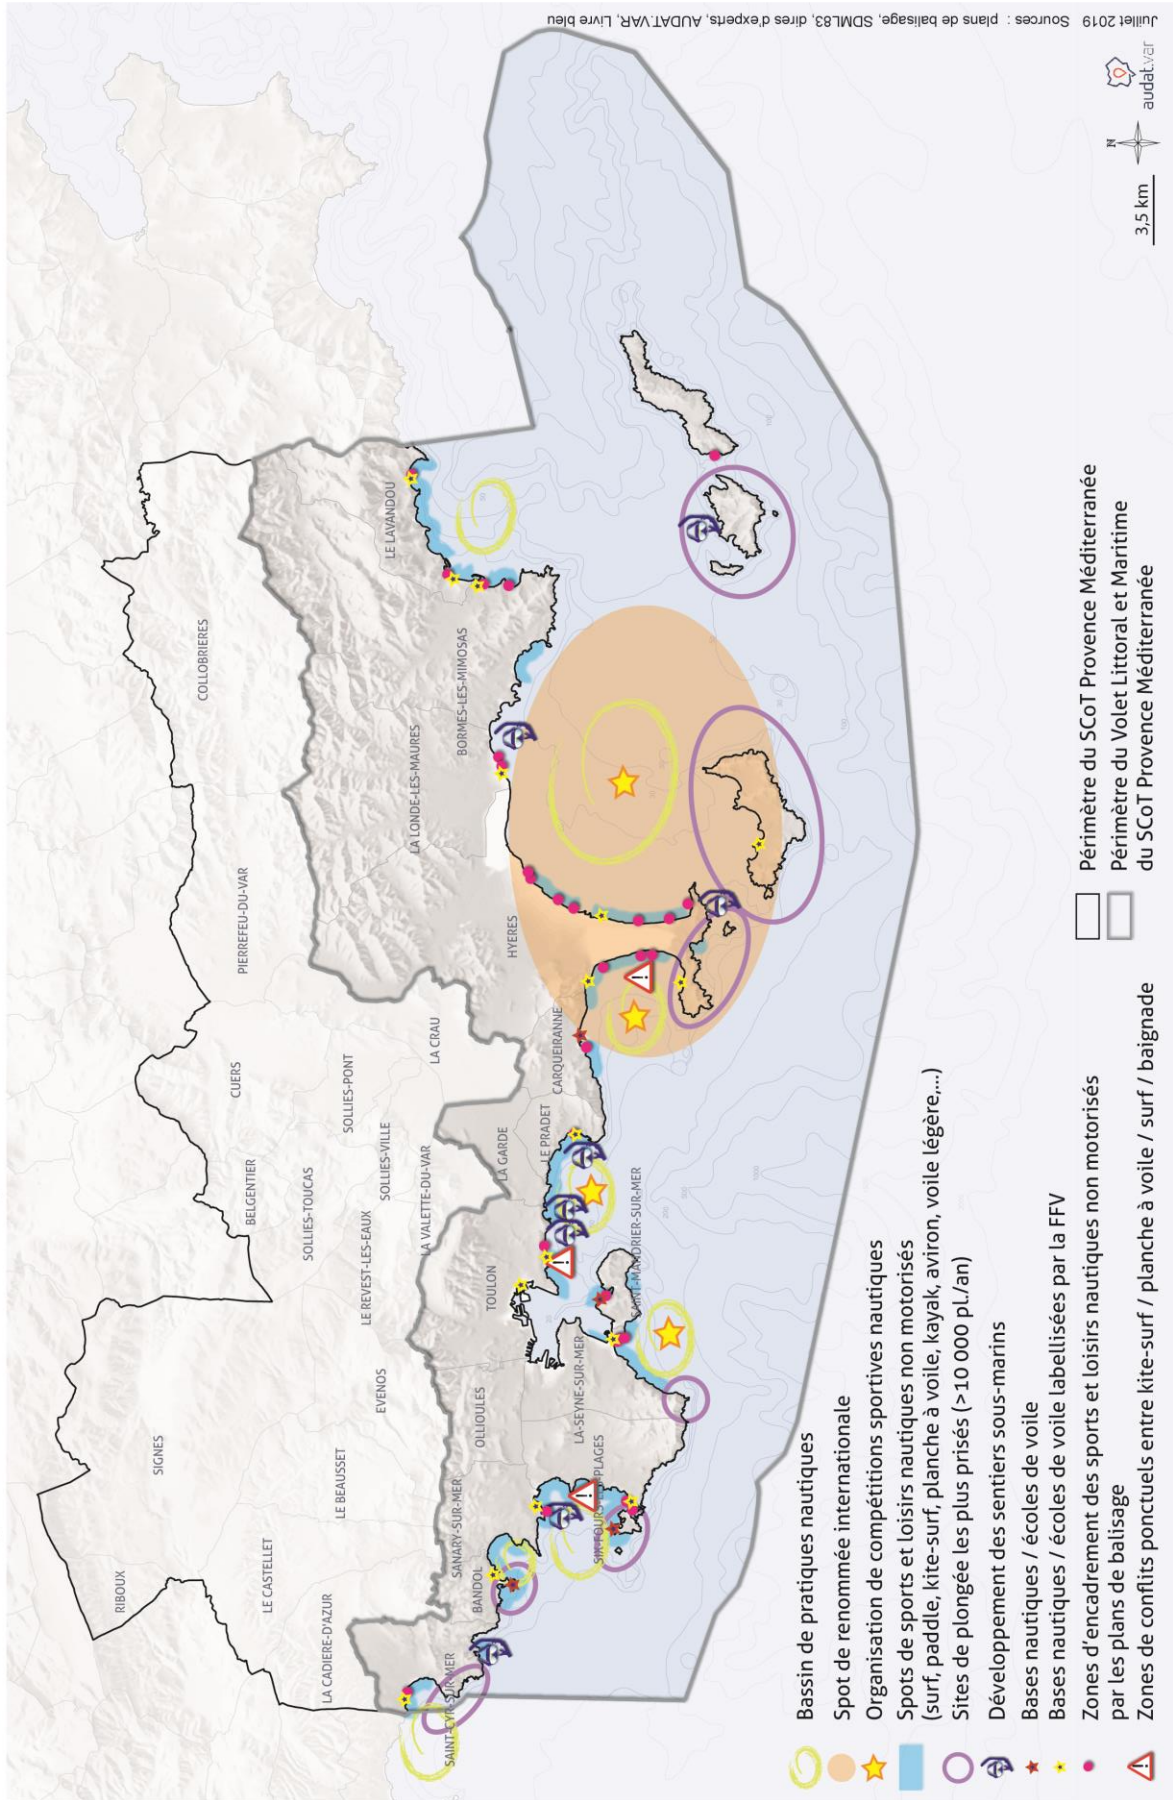 RIBOUX
SIGNES
LE CASTELLET
LA CADIERE-D'AZUR
LE BEAUSSET
EVENOS
SAINT-CYR-SUR-MER
BANDOL
SANARY-SUR-MER
OLLIOULES
SIX-FOURS-LES-PLAGES
LA-SEYNE-SUR-MER
TOULON
SAINT-MANDRIER-SUR-MER
LE REVEST-LES-EAUX
LA VALETTE-DU-VAR
SOLLIES-VILLE
SOLLIES-TOUCAS
SOLLIES-PONT
BELGENTIER
CUERS
LA GARDE
LE PRADET
LA CRAU
CARQUEIRANNE
HYERES
PIERREFEU-DU-VAR
COLLOBRIERES
LA LONDE-LES-MAURES
BORMES-LES-MIMOSAS
LE LAVANDOU
Bassin de pratiques nautiques
Spot de renommée internationale
Organisation de compétitions sportives nautiques
Spots de sports et loisirs nautiques non motorisés
(surf, paddle, kite-surf, planche à voile, kayak, aviron, voile légère,...)
Sites de plongée les plus prisés (>10 000 pl./an)
Développement des sentiers sous-marins
Bases nautiques / écoles de voile
Bases nautiques / écoles de voile labellisées par la FFV
Zones d'encadrement des sports et loisirs nautiques non motorisés
par les plans de balisage
Zones de conflits ponctuels entre kite-surf / planche à voile / surf / baignade
Périmètre du SCoT Provence Méditerranée
Périmètre du Volet Littoral et Maritime
du SCoT Provence Méditerranée
3,5 km
N
audat.var
Juillet 2019 Sources : plans de balisage, SDML83, dires d'experts, AUDAT.VAR, Livre bleu